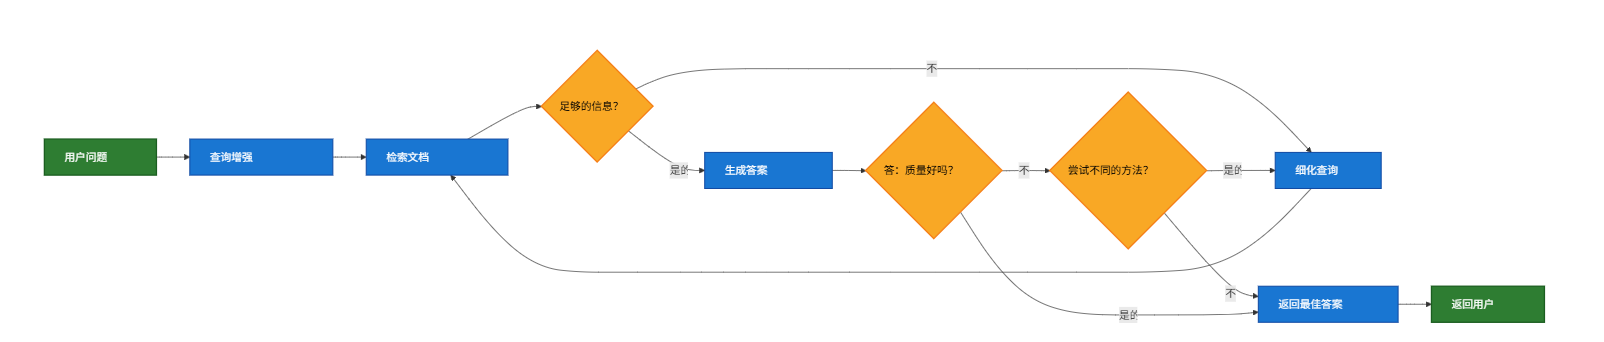 不
足够的信息?
用户问题
查询增强
检索文档
是的
生成答案
答：质量好吗?
不
尝试不同的方法?
是的
细化查询
不
返回最佳答案
返回用户
是的